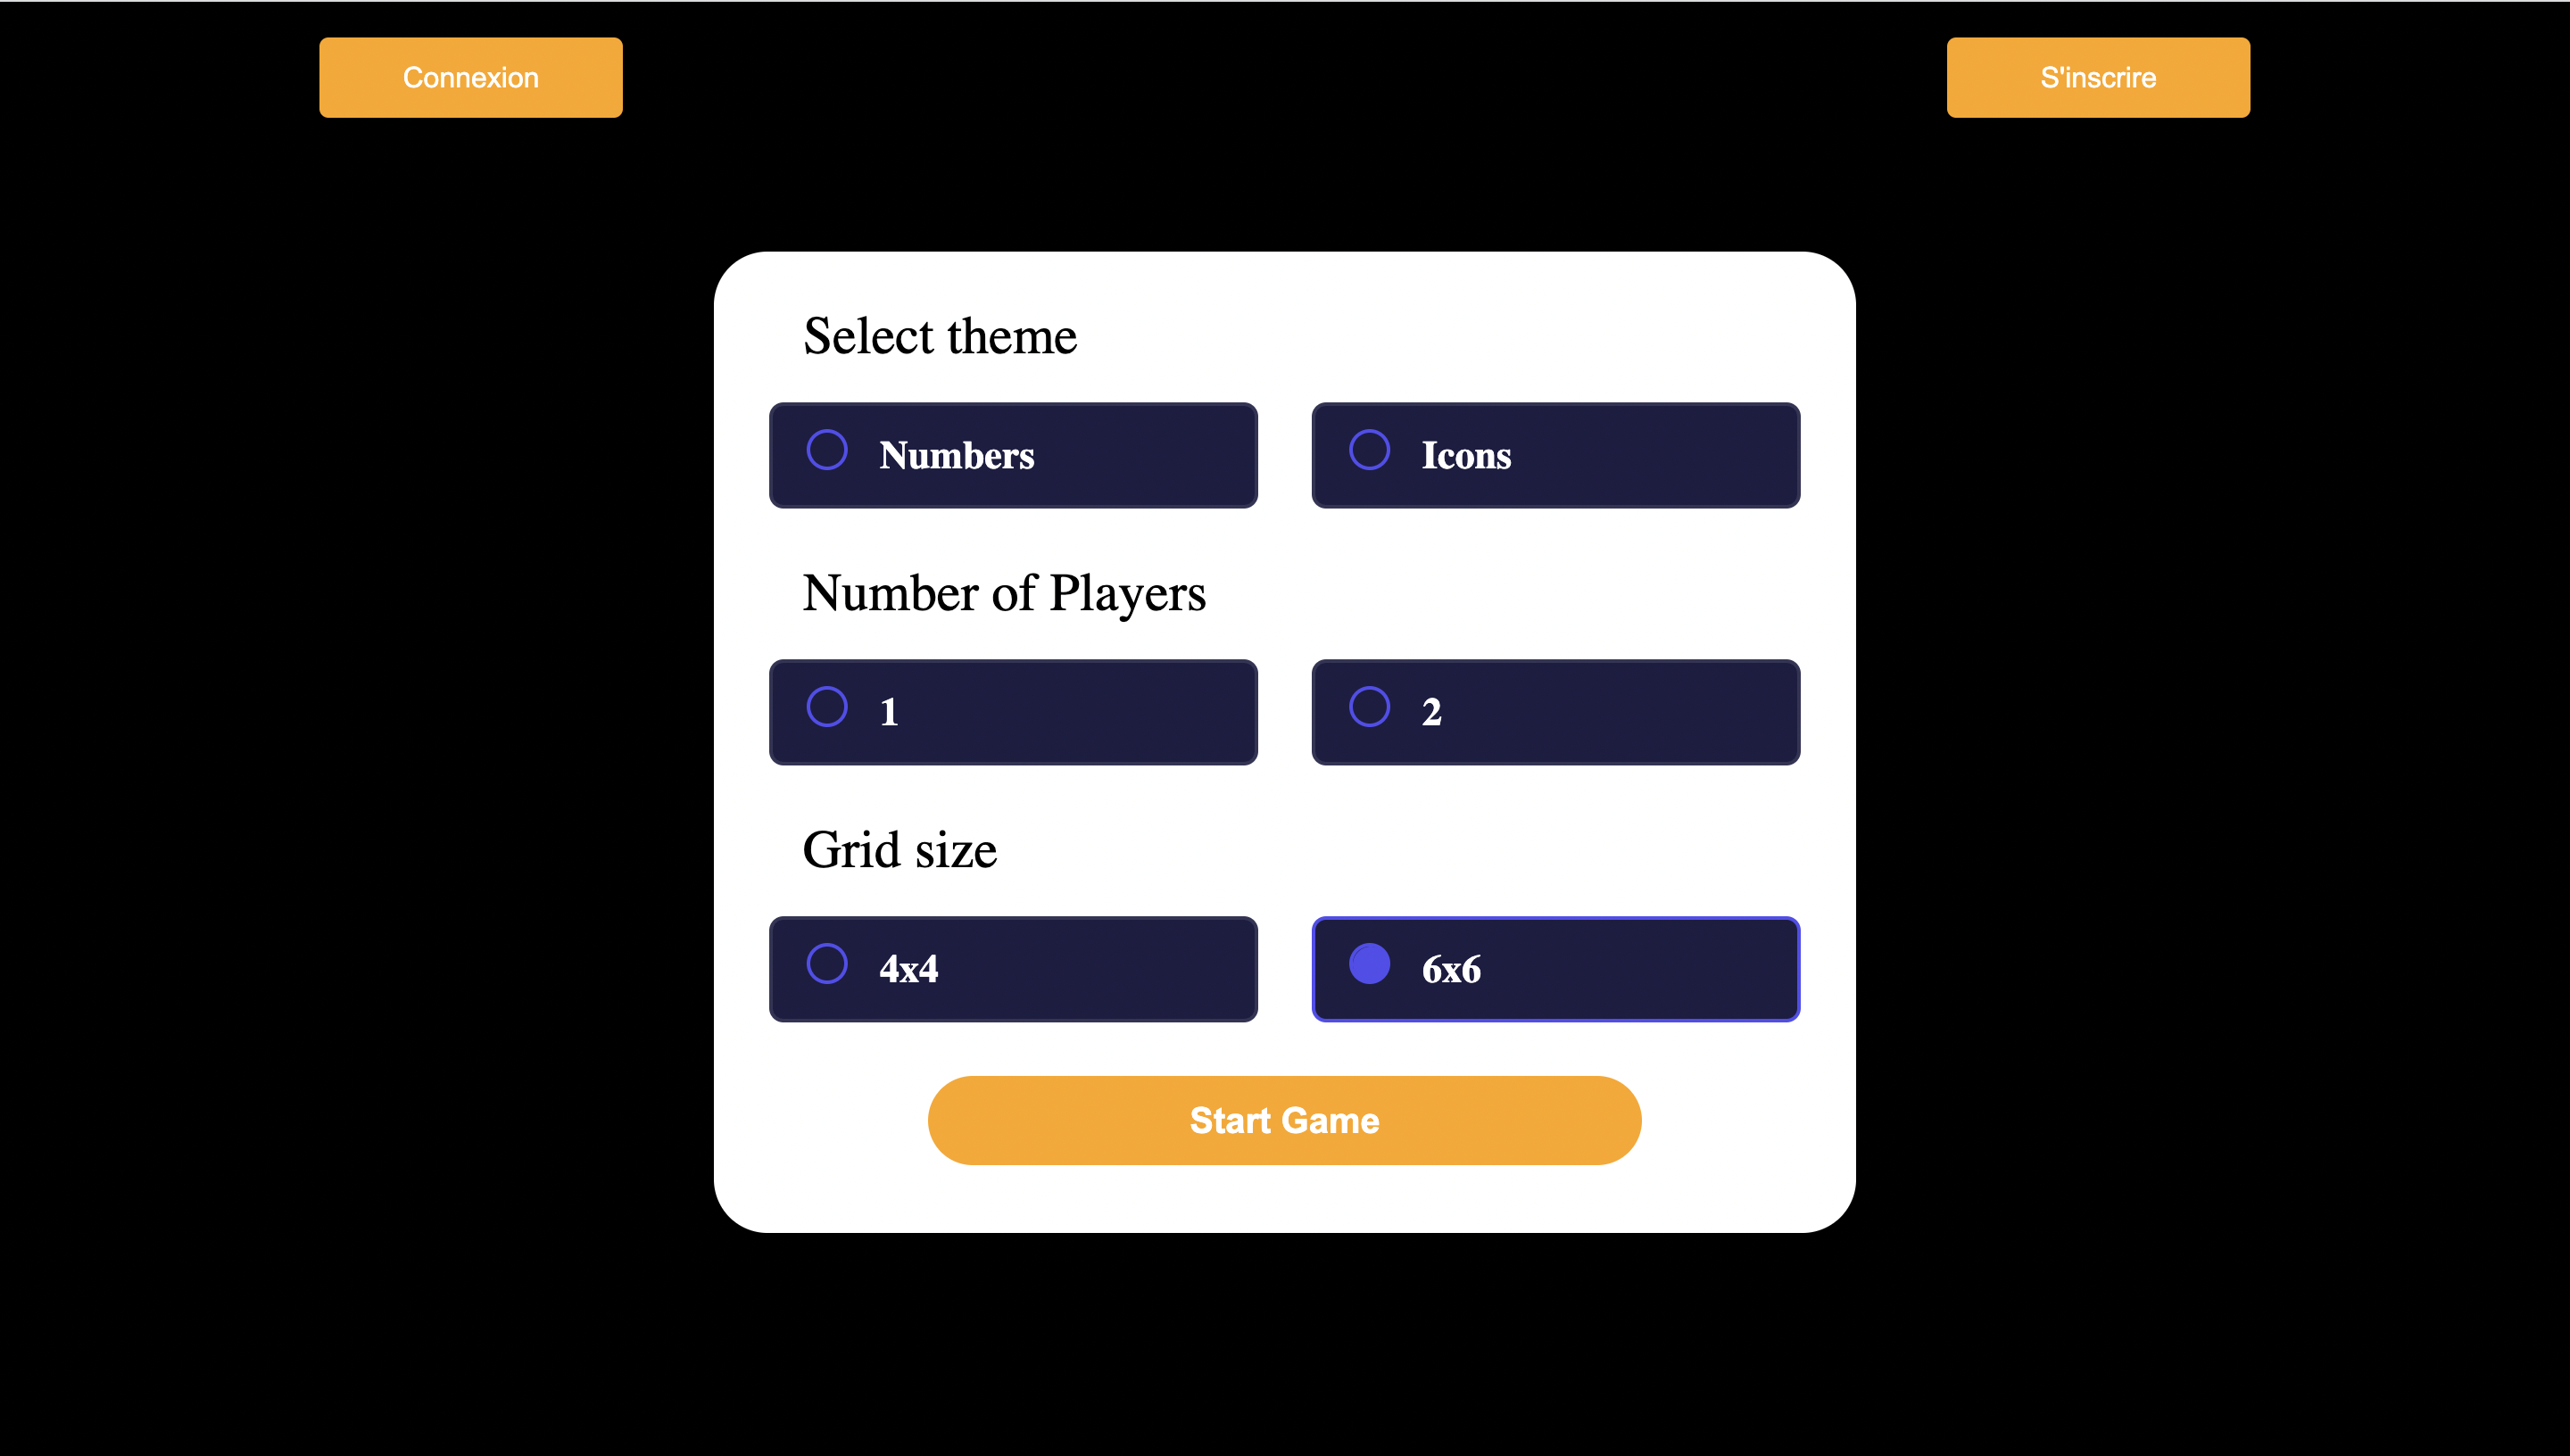 Connexion
S'inscrire
Select theme
Numbers
Icons
Number of Players
1
2
Grid size
4x4
6x6
Start Game